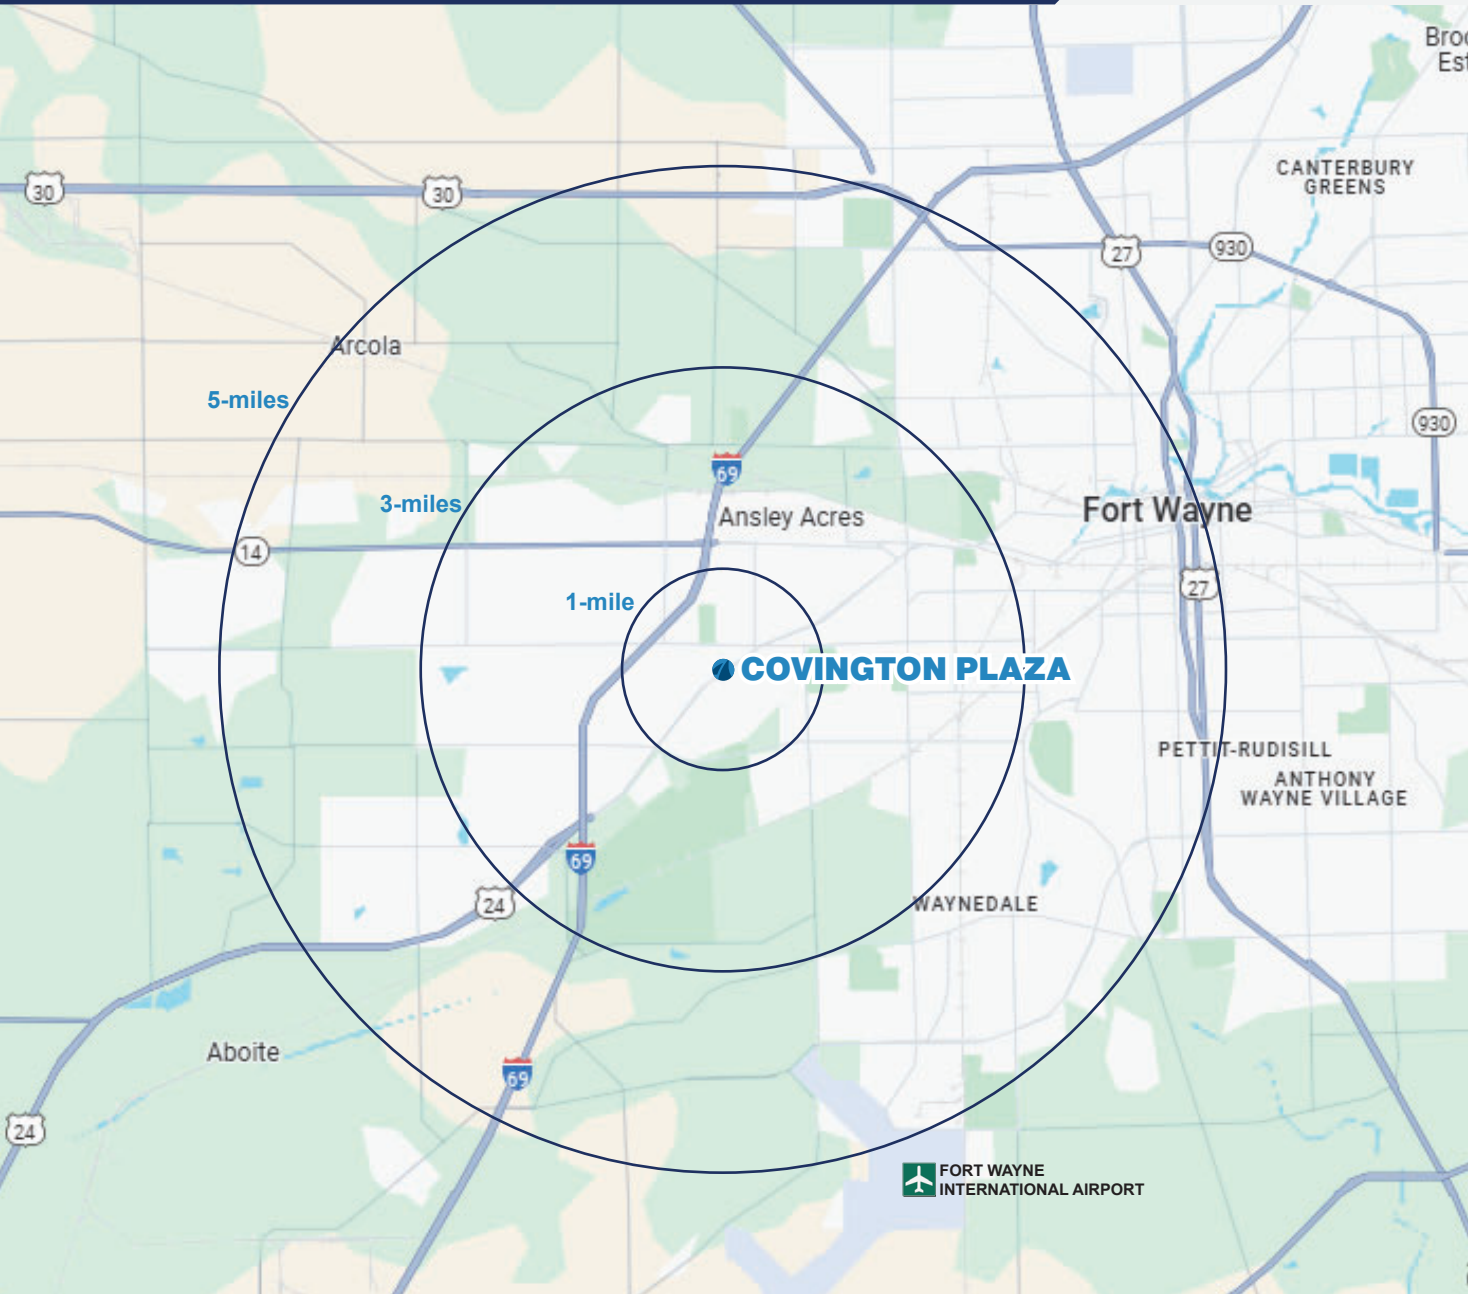 Broo
Est
CANTERBURY
GREENS
30
30
27
930
Arcola
5-miles
930
69
3-miles
Ansley Acres
Fort Wayne
14
27
1-mile
COVINGTON PLAZA
PETTIT-RUDISILL
ANTHONY
WAYNE VILLAGE
69
24
WAYNEDALE
Aboite
69
24
FORT WAYNE
INTERNATIONAL AIRPORT